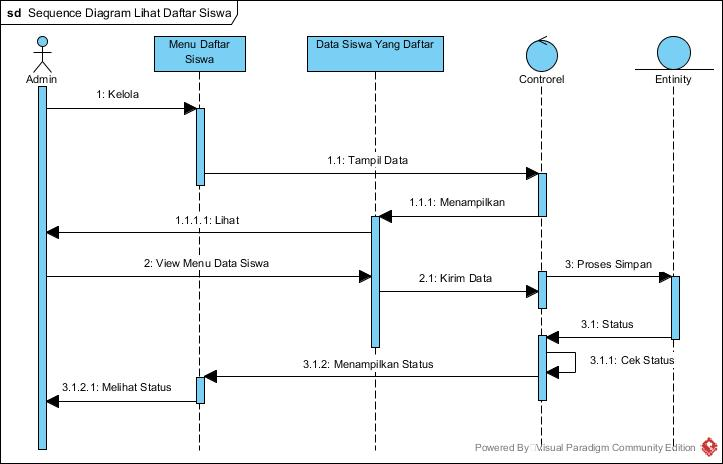 sd Sequence Diagram Lihat Daftar Siswa
Menu Daftar
Siswa
Data Siswa Yang Daftar
Admin
Controrel
Entinity
1: Kelola
1.1: Tampil Data
1.1.1: Menampilkan
1.1.1.1: Lihat
2: View Menu Data Siswa
3: Proses Simpan
2.1: Kirim Data
3.1: Status
3.1.1: Cek Status
3.1.2: Menampilkan Status
3.1.2.1: Melihat Status
Powered By Visual Paradigm Community Edition